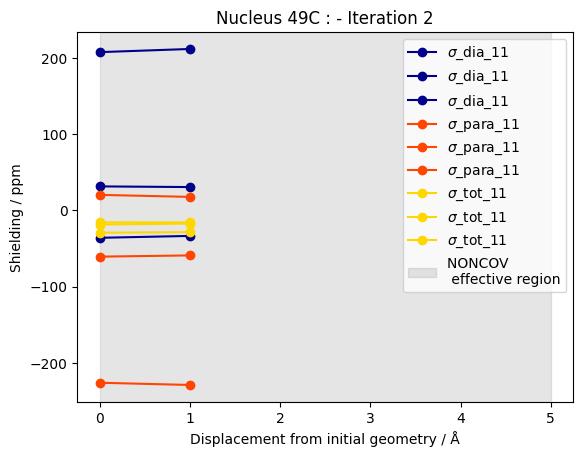 Nucleus 49C : - Iteration 2
Shielding / ppm
200
100
0
−100
−200
σ_dia_11
σ_dia_11
σ_dia_11
σ_para_11
σ_para_11
σ_para_11
σ_tot_11
σ_tot_11
σ_tot_11
NONCOV
effective region
0 1 2 3 4 5
Displacement from initial geometry / Å